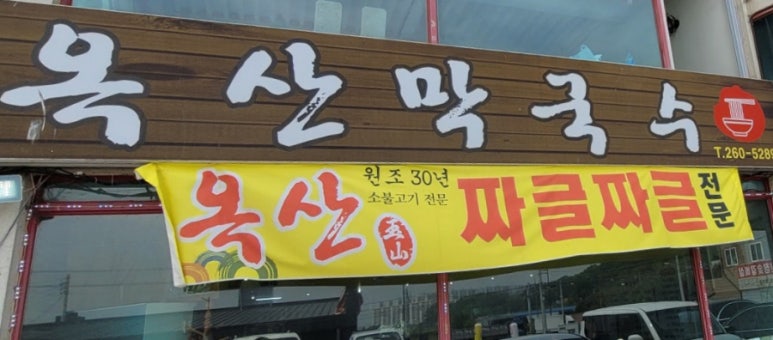 옥산막국수
T.260-5289
옥산
원조 30년
소불고기 전문
玉山
짜글짜글
전문